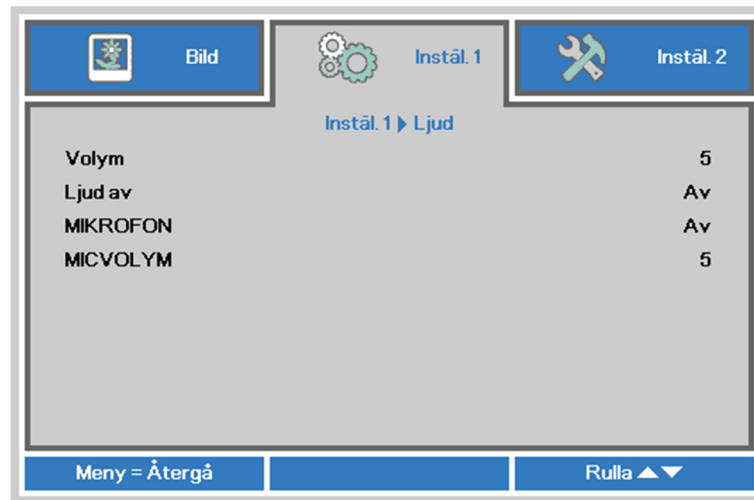 Bild
Instäl. 1
Instäl. 2
Instäl. 1 ▶ Ljud
Volym 5
Ljud av Av
MIKROFON Av
MICVOLYM 5
Meny = Återgå
Rulla ▲▼